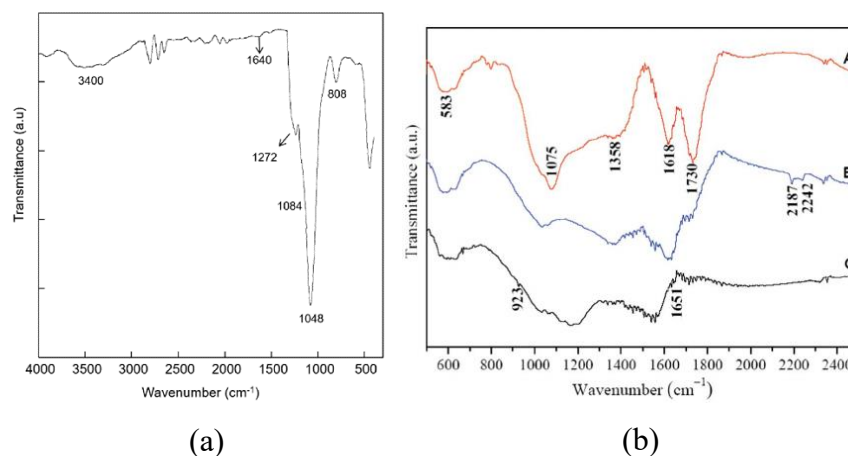 Transmittance (a.u)
3400
1640
1272
1084
1048
808
4000 3500 3000 2500 2000 1500 1000 500
Wavenumber (cm⁻¹)
(a)
Transmittance (a.u.)
A
583
1075
1358
1618
1730
B
2187
2242
C
923
1651
600 800 1000 1200 1400 1600 1800 2000 2200 2400
Wavenumber (cm⁻¹)
(b)